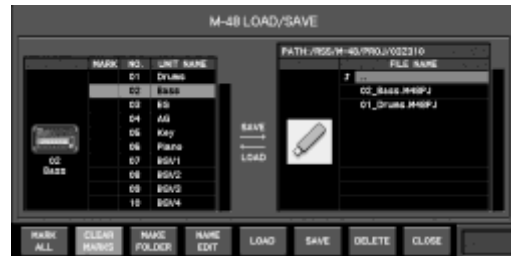 M-48 LOAD/SAVE
PATH:/RSS/M-48/PROJ/032310
MARK NO. UNIT NAME
FILE NAME
01 Drums
..
02 Bass
02_Bass.M48PJ
03 EG
01_Drums.M48PJ
04 AG
05 Key
SAVE
06 Piano
LOAD
07 BGV1
02
Bass
08 BGV2
09 BGV3
10 BGV4
MARK ALL
CLEAR MARKS
MAKE FOLDER
NAME EDIT
LOAD
SAVE
DELETE
CLOSE